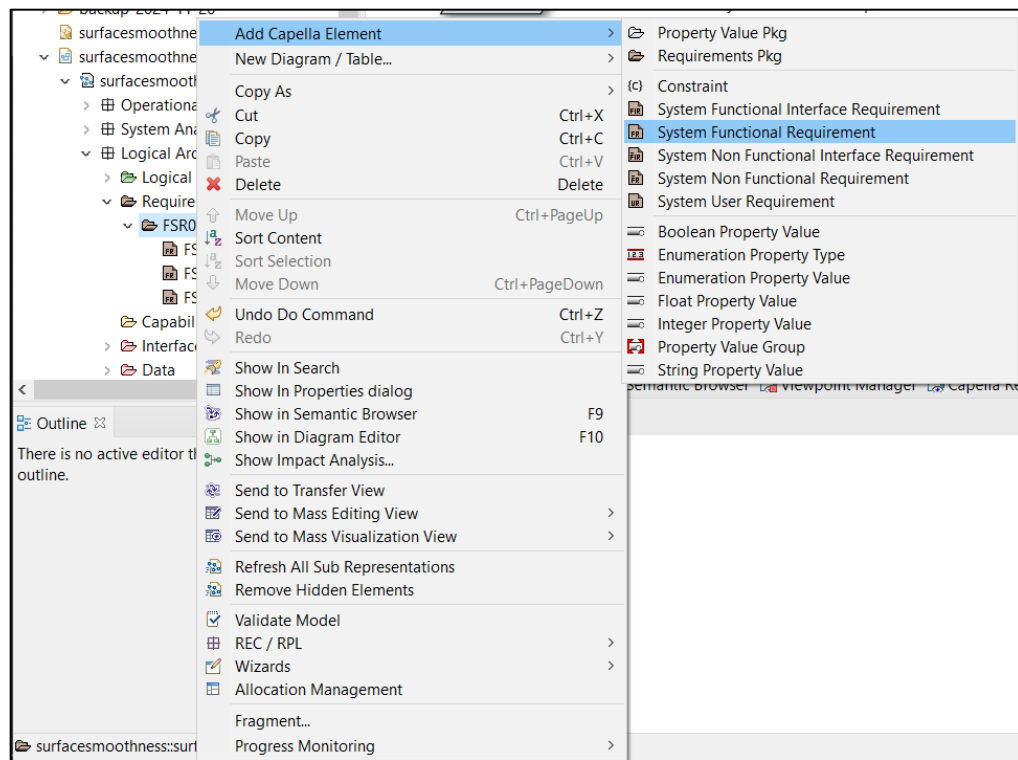 backup-2024-11-20
surfacesmoothne
surfacesmoothne
surfacesmooth
Operationa
System Ana
Logical Arc
Logical
Require
FSR0
FS
FS
FS
Capabil
Interfac
Data
Outline
There is no active editor th
outline.
surfacesmoothness::surf
Add Capella Element
New Diagram / Table...
Copy As
Cut Ctrl+X
Copy Ctrl+C
Paste Ctrl+V
Delete Delete
Move Up Ctrl+PageUp
Sort Content
Sort Selection
Move Down Ctrl+PageDown
Undo Do Command Ctrl+Z
Redo Ctrl+Y
Show In Search
Show In Properties dialog
Show in Semantic Browser F9
Show in Diagram Editor F10
Show Impact Analysis...
Send to Transfer View
Send to Mass Editing View
Send to Mass Visualization View
Refresh All Sub Representations
Remove Hidden Elements
Validate Model
REC / RPL
Wizards
Allocation Management
Fragment...
Progress Monitoring
Property Value Pkg
Requirements Pkg
{c} Constraint
FIR System Functional Interface Requirement
FR System Functional Requirement
FIR System Non Functional Interface Requirement
FR System Non Functional Requirement
UR System User Requirement
Boolean Property Value
123 Enumeration Property Type
Enumeration Property Value
Float Property Value
Integer Property Value
Property Value Group
String Property Value
Semantic Browser Viewpoint Manager Capella Re